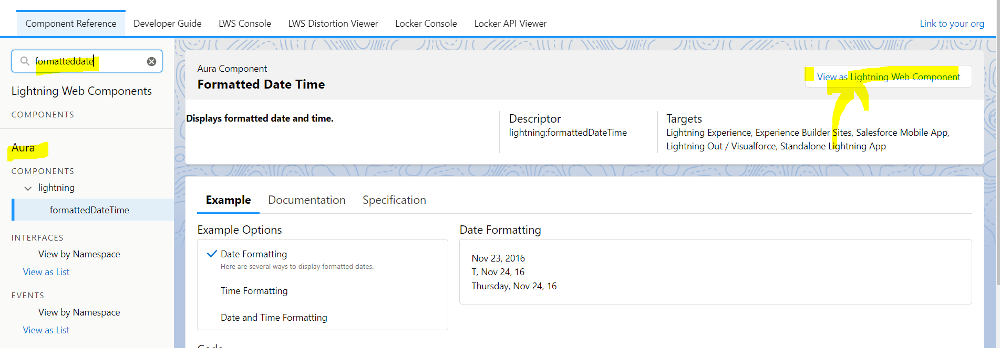 Component Reference
Developer Guide
LWS Console
LWS Distortion Viewer
Locker Console
Locker API Viewer
Link to your org
formatteddate
Lightning Web Components
COMPONENTS
Aura
COMPONENTS
lightning
formattedDateTime
INTERFACES
View by Namespace
View as List
EVENTS
View by Namespace
View as List
Aura Component
Formatted Date Time
View as Lightning Web Component
Displays formatted date and time.
Descriptor
lightning:formattedDateTime
Targets
Lightning Experience, Experience Builder Sites, Salesforce Mobile App,
Lightning Out / Visualforce, Standalone Lightning App
Example
Documentation
Specification
Example Options
Date Formatting
Here are several ways to display formatted dates.
Time Formatting
Date and Time Formatting
Date Formatting
Nov 23, 2016
T, Nov 24, 16
Thursday, Nov 24, 16
Code